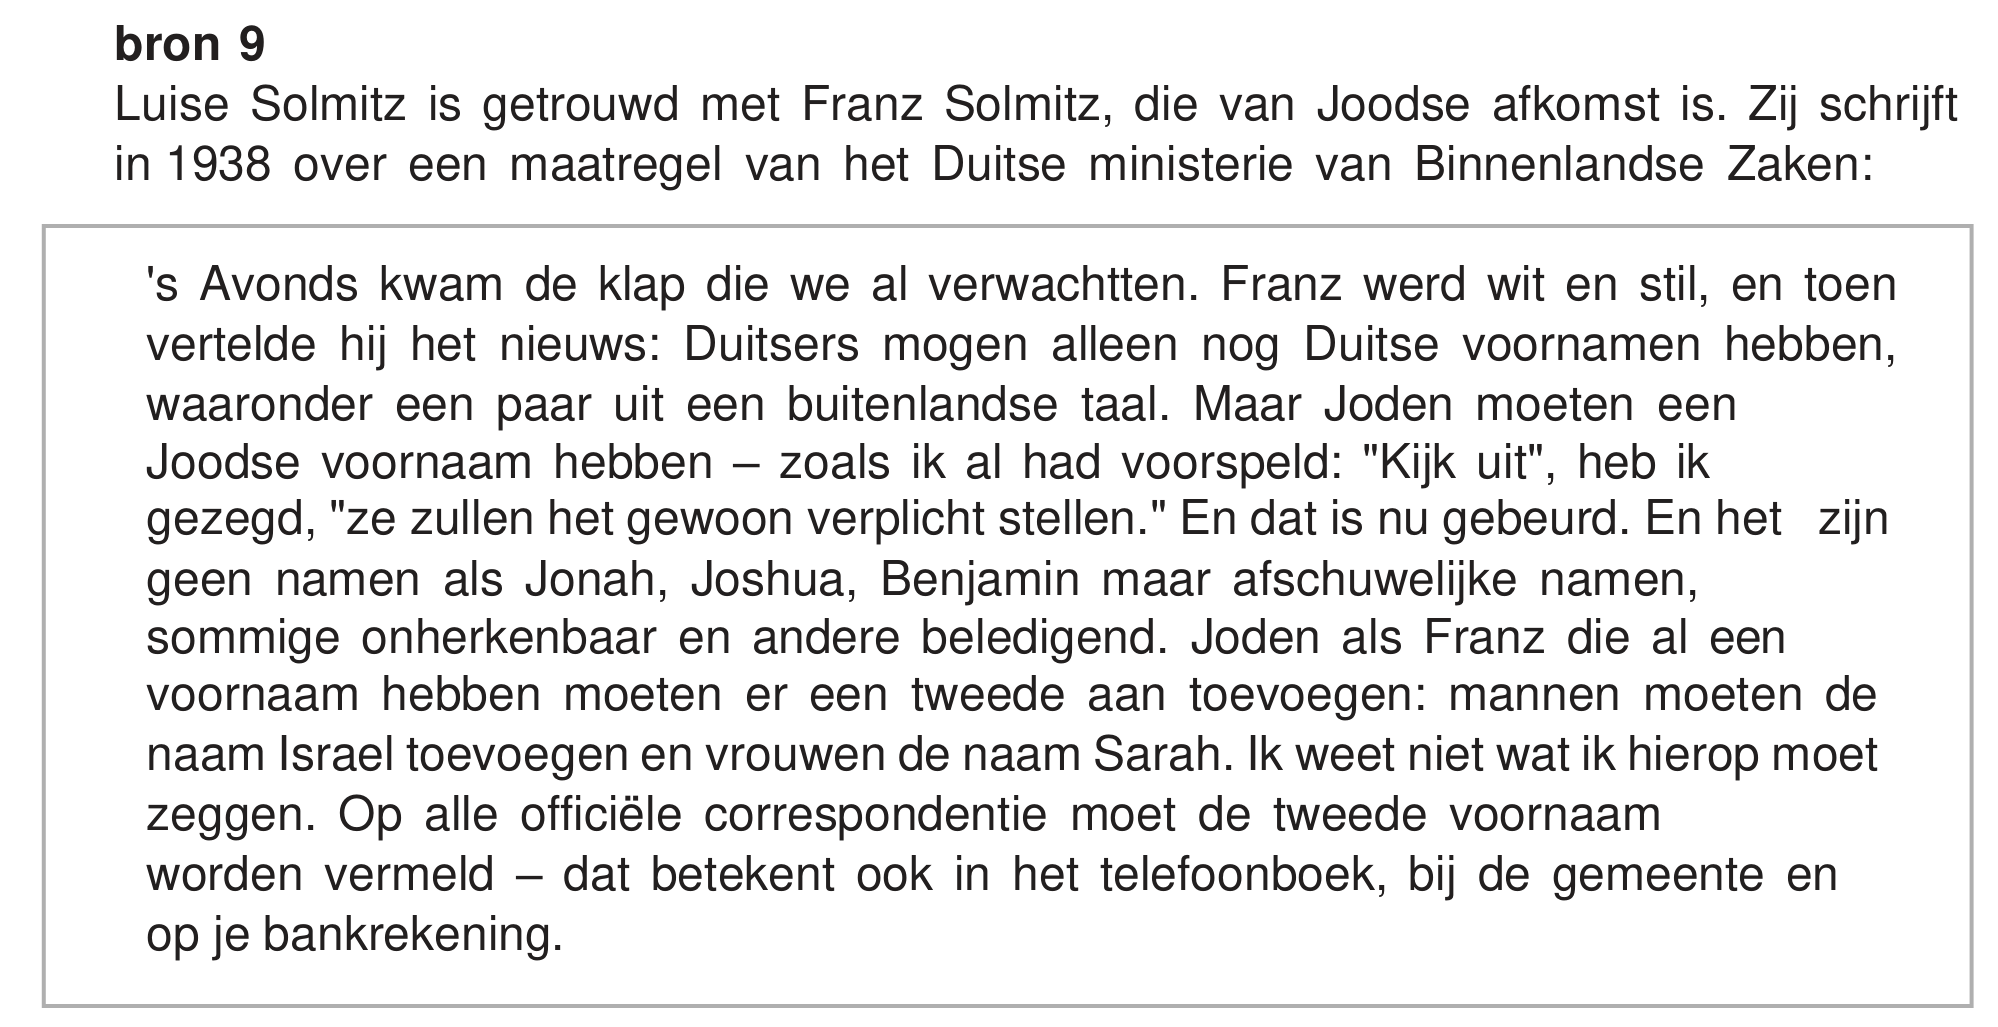 bron 9
Luise Solmitz is getrouwd met Franz Solmitz, die van Joodse afkomst is. Zij schrijft
in 1938 over een maatregel van het Duitse ministerie van Binnenlandse Zaken:
's Avonds kwam de klap die we al verwachtten. Franz werd wit en stil, en toen
vertelde hij het nieuws: Duitsers mogen alleen nog Duitse voornamen hebben,
waaronder een paar uit een buitenlandse taal. Maar Joden moeten een
Joodse voornaam hebben – zoals ik al had voorspeld: "Kijk uit", heb ik
gezegd, "ze zullen het gewoon verplicht stellen." En dat is nu gebeurd. En het zijn
geen namen als Jonah, Joshua, Benjamin maar afschuwelijke namen,
sommige onherkenbaar en andere beledigend. Joden als Franz die al een
voornaam hebben moeten er een tweede aan toevoegen: mannen moeten de
naam Israel toevoegen en vrouwen de naam Sarah. Ik weet niet wat ik hierop moet
zeggen. Op alle officiële correspondentie moet de tweede voornaam
worden vermeld – dat betekent ook in het telefoonboek, bij de gemeente en
op je bankrekening.